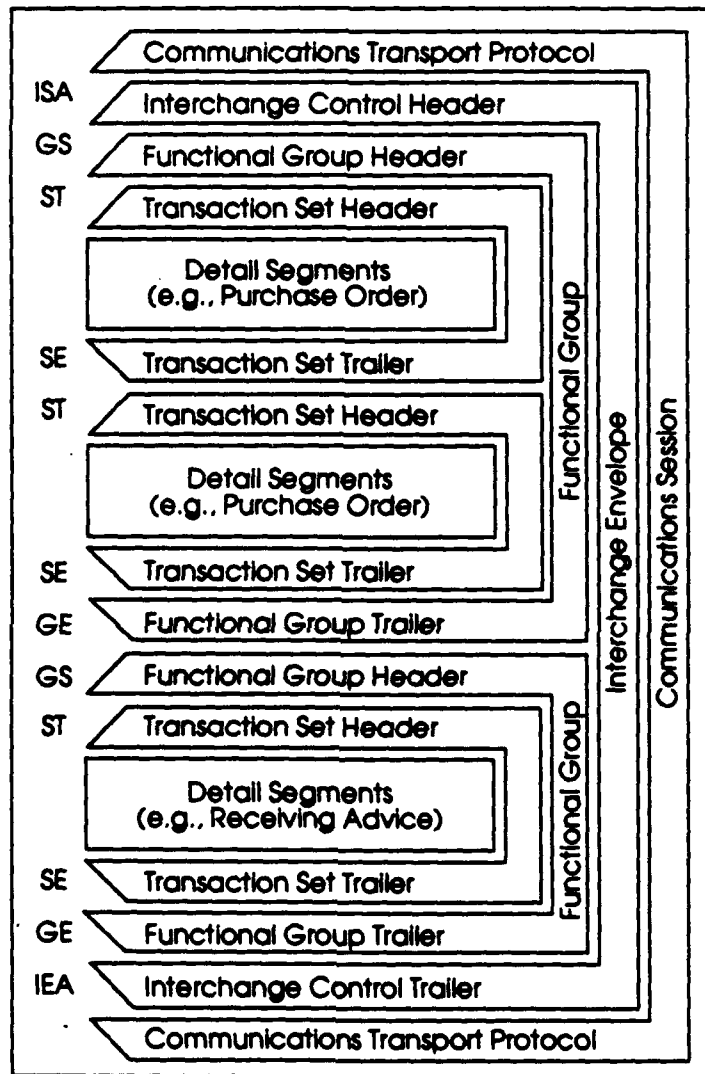 Communications Transport Protocol
ISA Interchange Control Header
GS Functional Group Header
ST Transaction Set Header
Detail Segments
(e.g., Purchase Order)
SE Transaction Set Trailer
ST Transaction Set Header
Detail Segments
(e.g., Purchase Order)
SE Transaction Set Trailer
GE Functional Group Trailer
Functional Group
GS Functional Group Header
ST Transaction Set Header
Detail Segments
(e.g., Receiving Advice)
SE Transaction Set Trailer
GE Functional Group Trailer
Functional Group
IEA Interchange Control Trailer
Interchange Envelope
Communications Transport Protocol
Communications Session